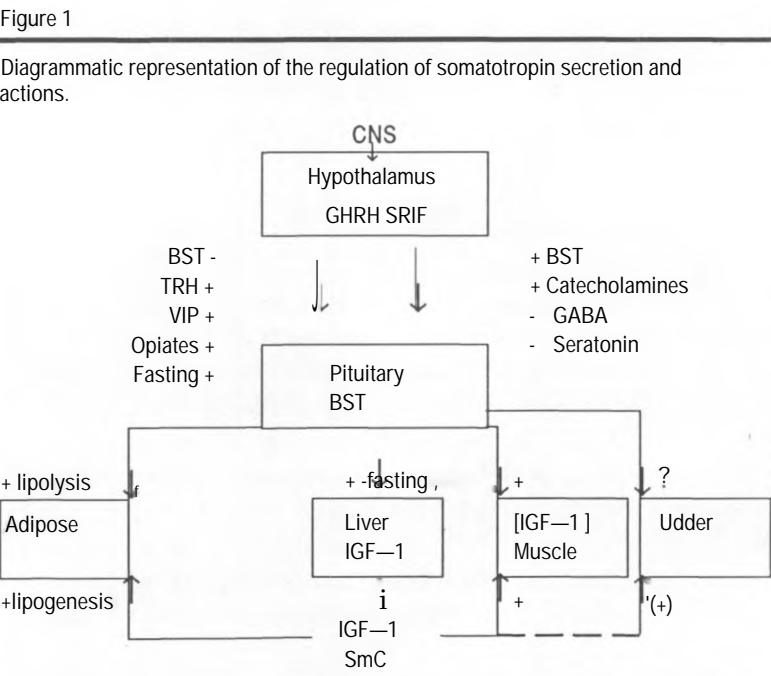 Figure 1
Diagrammatic representation of the regulation of somatotropin secretion and
actions.
CNS
Hypothalamus
GHRH SRIF
BST -
TRH +
VIP +
Opiates +
Fasting +
+ BST
+ Catecholamines
- GABA
- Seratonin
Pituitary
BST
+ lipolysis
+ -fasting ,
+
?
Adipose
Liver
IGF—1
[IGF—1 ]
Muscle
Udder
+lipogenesis
i
+
'(+)
IGF—1
SmC